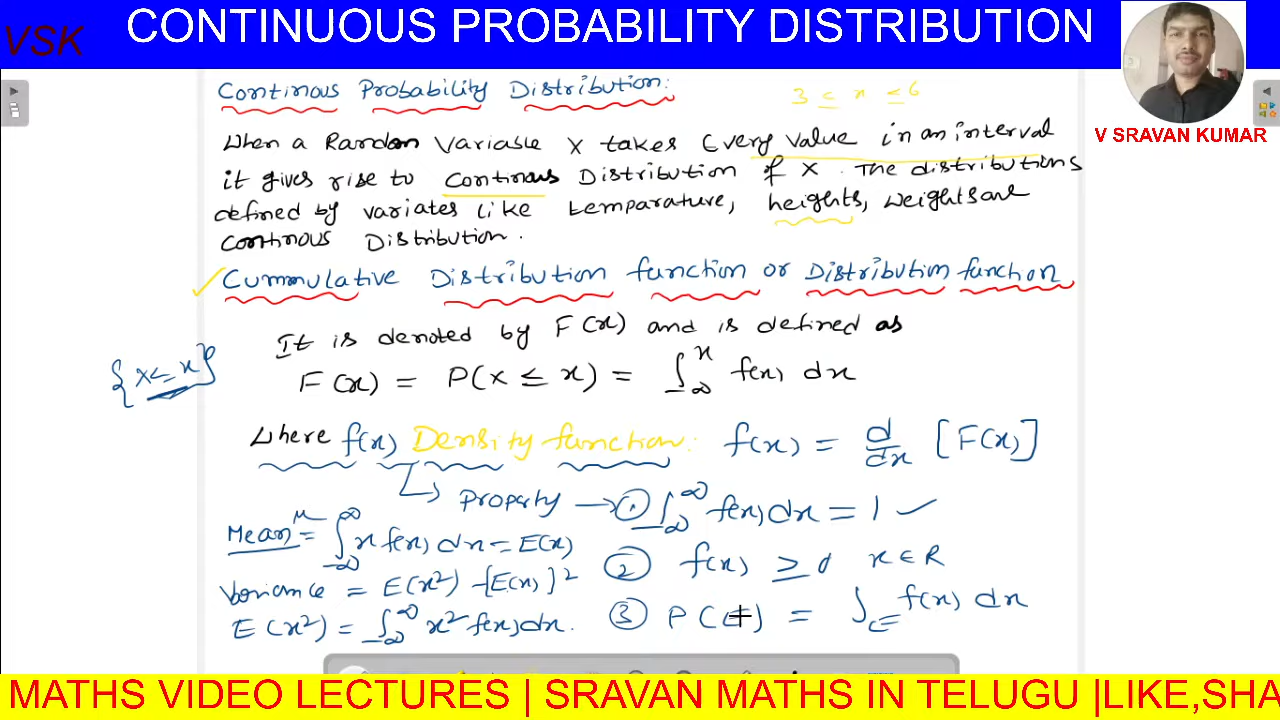 VSK
CONTINUOUS PROBABILITY DISTRIBUTION
V SRAVAN KUMAR
Continous Probability Distribution:
3 ≤ x ≤ 6
When a Random Variable X takes Every value in an interval
it gives rise to continous Distribution of X. The distributions
defined by variates like temparature, heights, weights are
continous Distribution.
Cummulative Distribution function or Distribution function
It is denoted by F(x) and is defined as
{X ≤ x}
F(x) = P(X ≤ x) = ∫_{-∞}^{x} f(x) dx
Where f(x) Density function: f(x) = d/dx [F(x)]
Property → ① ∫_{-∞}^{∞} f(x) dx = 1 ✓
Mean μ = ∫_{-∞}^{∞} x f(x) dx = E(x)
② f(x) ≥ 0 x ∈ R
Variance = E(x²) - [E(x)]²
③ P(E) = ∫_E f(x) dx
E(x²) = ∫_{-∞}^{∞} x² f(x) dx.
MATHS VIDEO LECTURES | SRAVAN MATHS IN TELUGU |LIKE,SHA